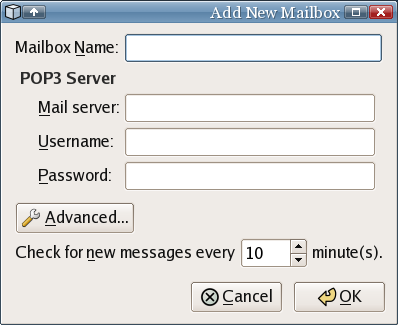 Add New Mailbox
Mailbox Name:
POP3 Server
Mail server:
Username:
Password:
Advanced...
Check for new messages every 10 minute(s).
Cancel OK